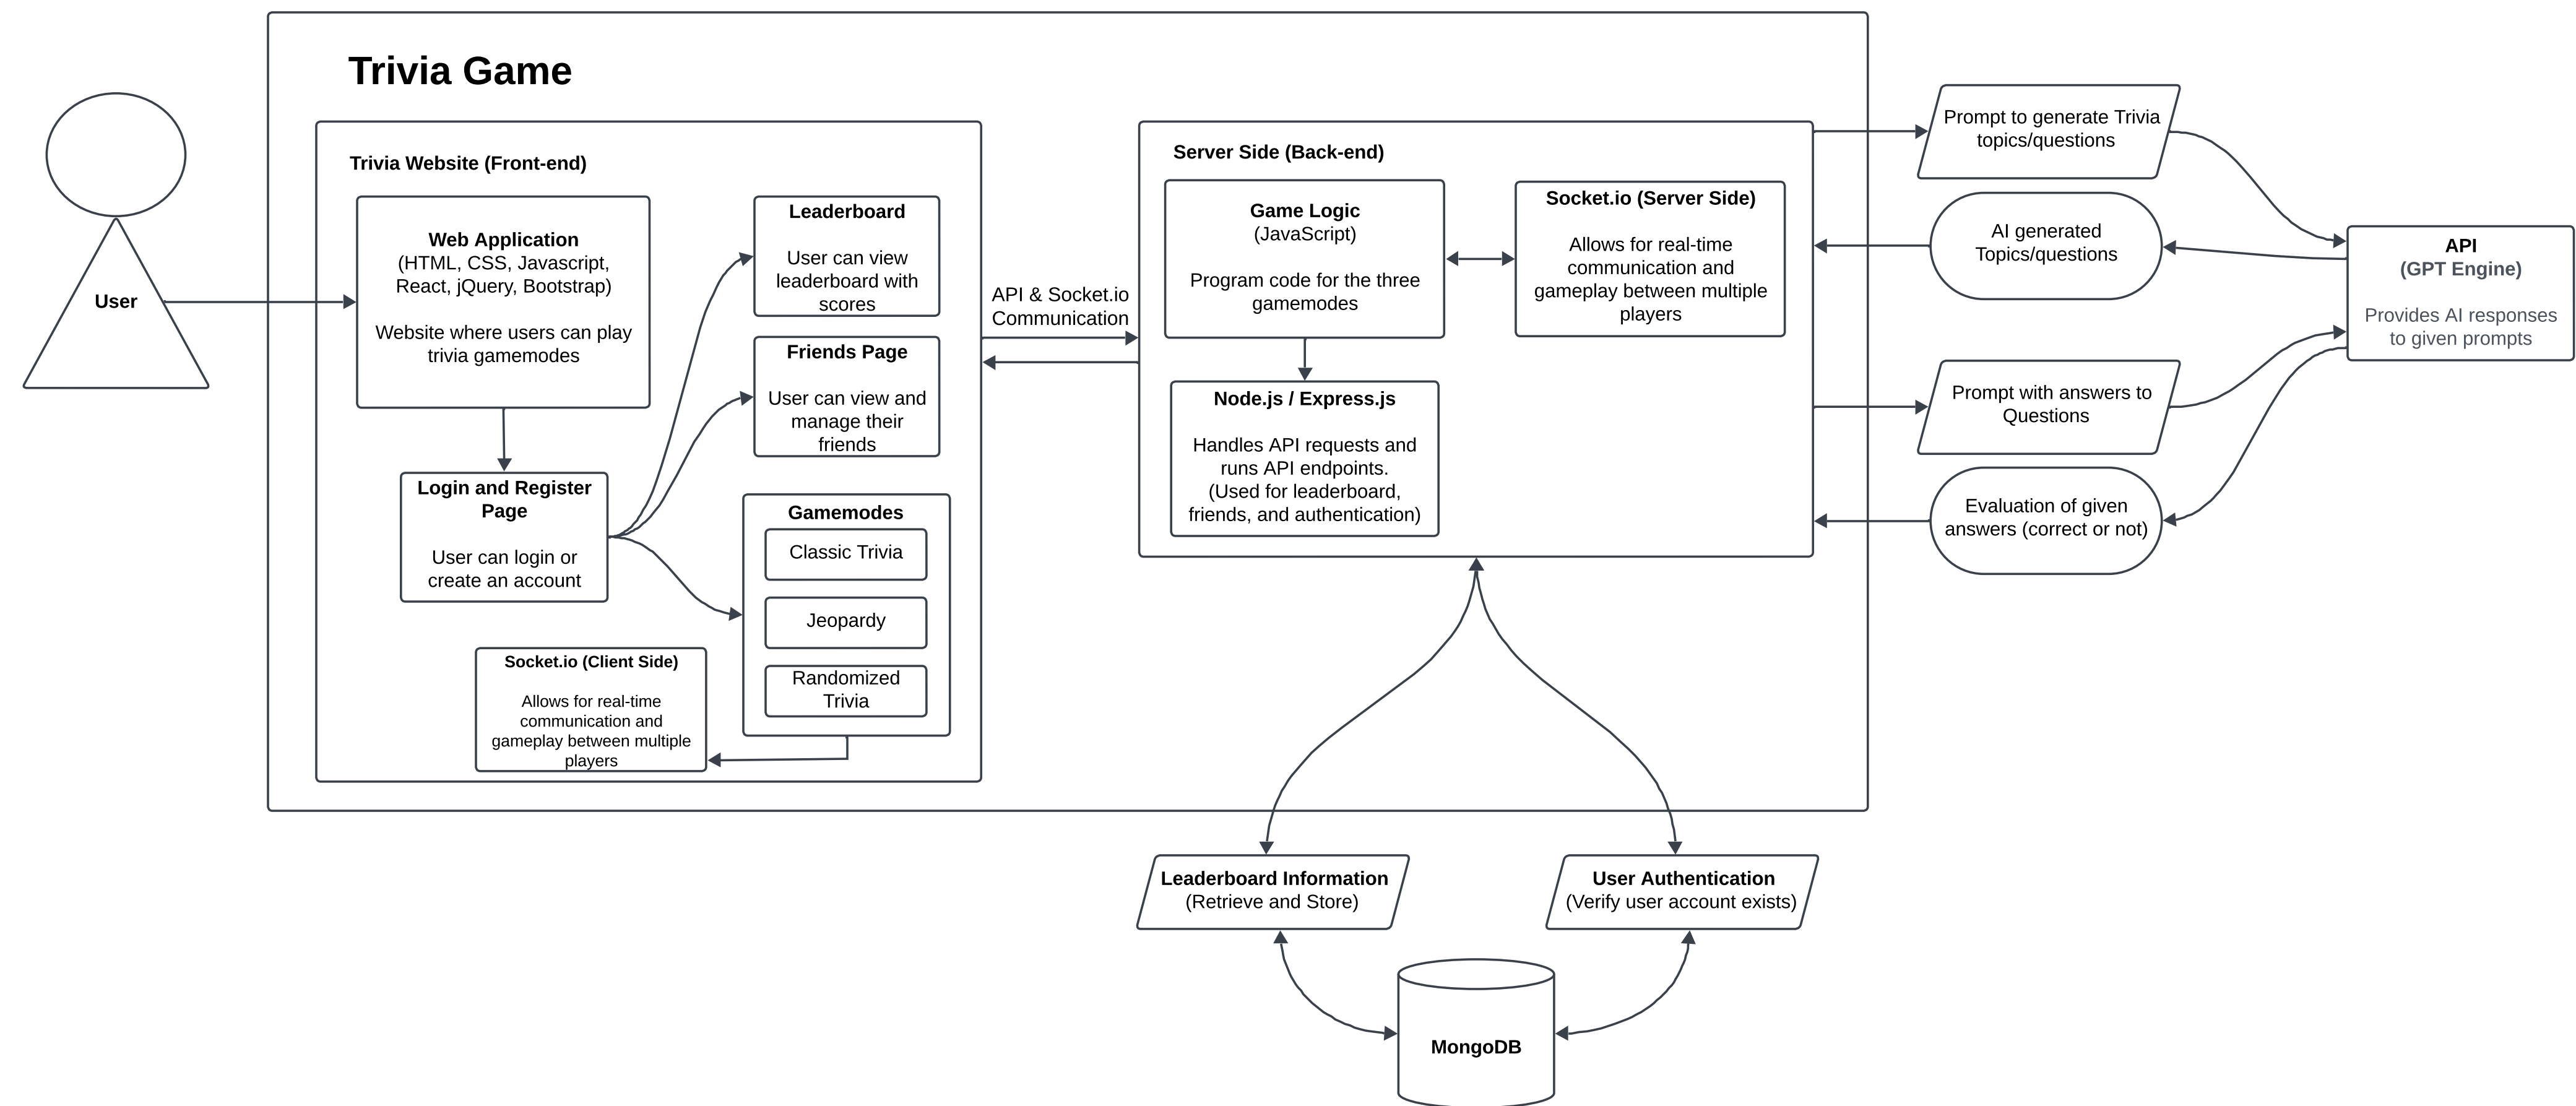 Trivia Game
User
Trivia Website (Front-end)
Web Application
(HTML, CSS, Javascript,
React, jQuery, Bootstrap)
Website where users can play
trivia gamemodes
Login and Register
Page
User can login or
create an account
Leaderboard
User can view
leaderboard with
scores
Friends Page
User can view and
manage their
friends
Gamemodes
Classic Trivia
Jeopardy
Randomized
Trivia
Socket.io (Client Side)
Allows for real-time
communication and
gameplay between multiple
players
API & Socket.io
Communication
Server Side (Back-end)
Game Logic
(JavaScript)
Program code for the three
gamemodes
Socket.io (Server Side)
Allows for real-time
communication and
gameplay between multiple
players
Node.js / Express.js
Handles API requests and
runs API endpoints.
(Used for leaderboard,
friends, and authentication)
Prompt to generate Trivia
topics/questions
AI generated
Topics/questions
Prompt with answers to
Questions
Evaluation of given
answers (correct or not)
API
(GPT Engine)
Provides AI responses
to given prompts
Leaderboard Information
(Retrieve and Store)
User Authentication
(Verify user account exists)
MongoDB